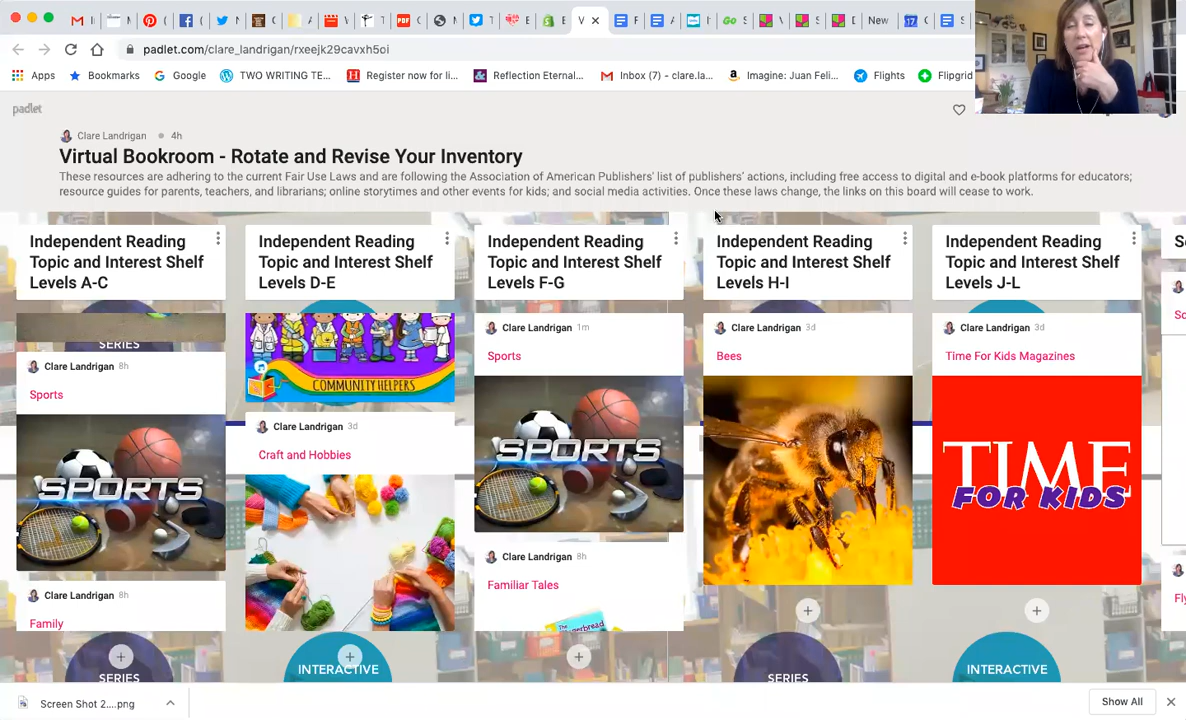 padlet.com/clare_landrigan/rxeejk29cavxh5oi
Apps
Bookmarks
Google
TWO WRITING TE...
Register now for li...
Reflection Eternal...
Inbox (7) - clare.la...
Imagine: Juan Feli...
Flights
Flipgrid
padlet
Clare Landrigan
4h
Virtual Bookroom - Rotate and Revise Your Inventory
These resources are adhering to the current Fair Use Laws and are following the Association of American Publishers' list of publishers' actions, including free access to digital and e-book platforms for educators;
resource guides for parents, teachers, and librarians; online storytimes and other events for kids; and social media activities. Once these laws change, the links on this board will cease to work.
Independent Reading
Topic and Interest Shelf
Levels A-C
SERIES
Clare Landrigan 8h
Sports
SPORTS
Clare Landrigan 8h
Family
SERIES
Independent Reading
Topic and Interest Shelf
Levels D-E
COMMUNITY HELPERS
Clare Landrigan 3d
Craft and Hobbies
INTERACTIVE
Independent Reading
Topic and Interest Shelf
Levels F-G
Clare Landrigan 1m
Sports
SPORTS
Clare Landrigan 8h
Familiar Tales
The
Independent Reading
Topic and Interest Shelf
Levels H-I
Clare Landrigan 3d
Bees
SERIES
Independent Reading
Topic and Interest Shelf
Levels J-L
Clare Landrigan 3d
Time For Kids Magazines
TIME
FOR KIDS
INTERACTIVE
Screen Shot 2....png
Show All